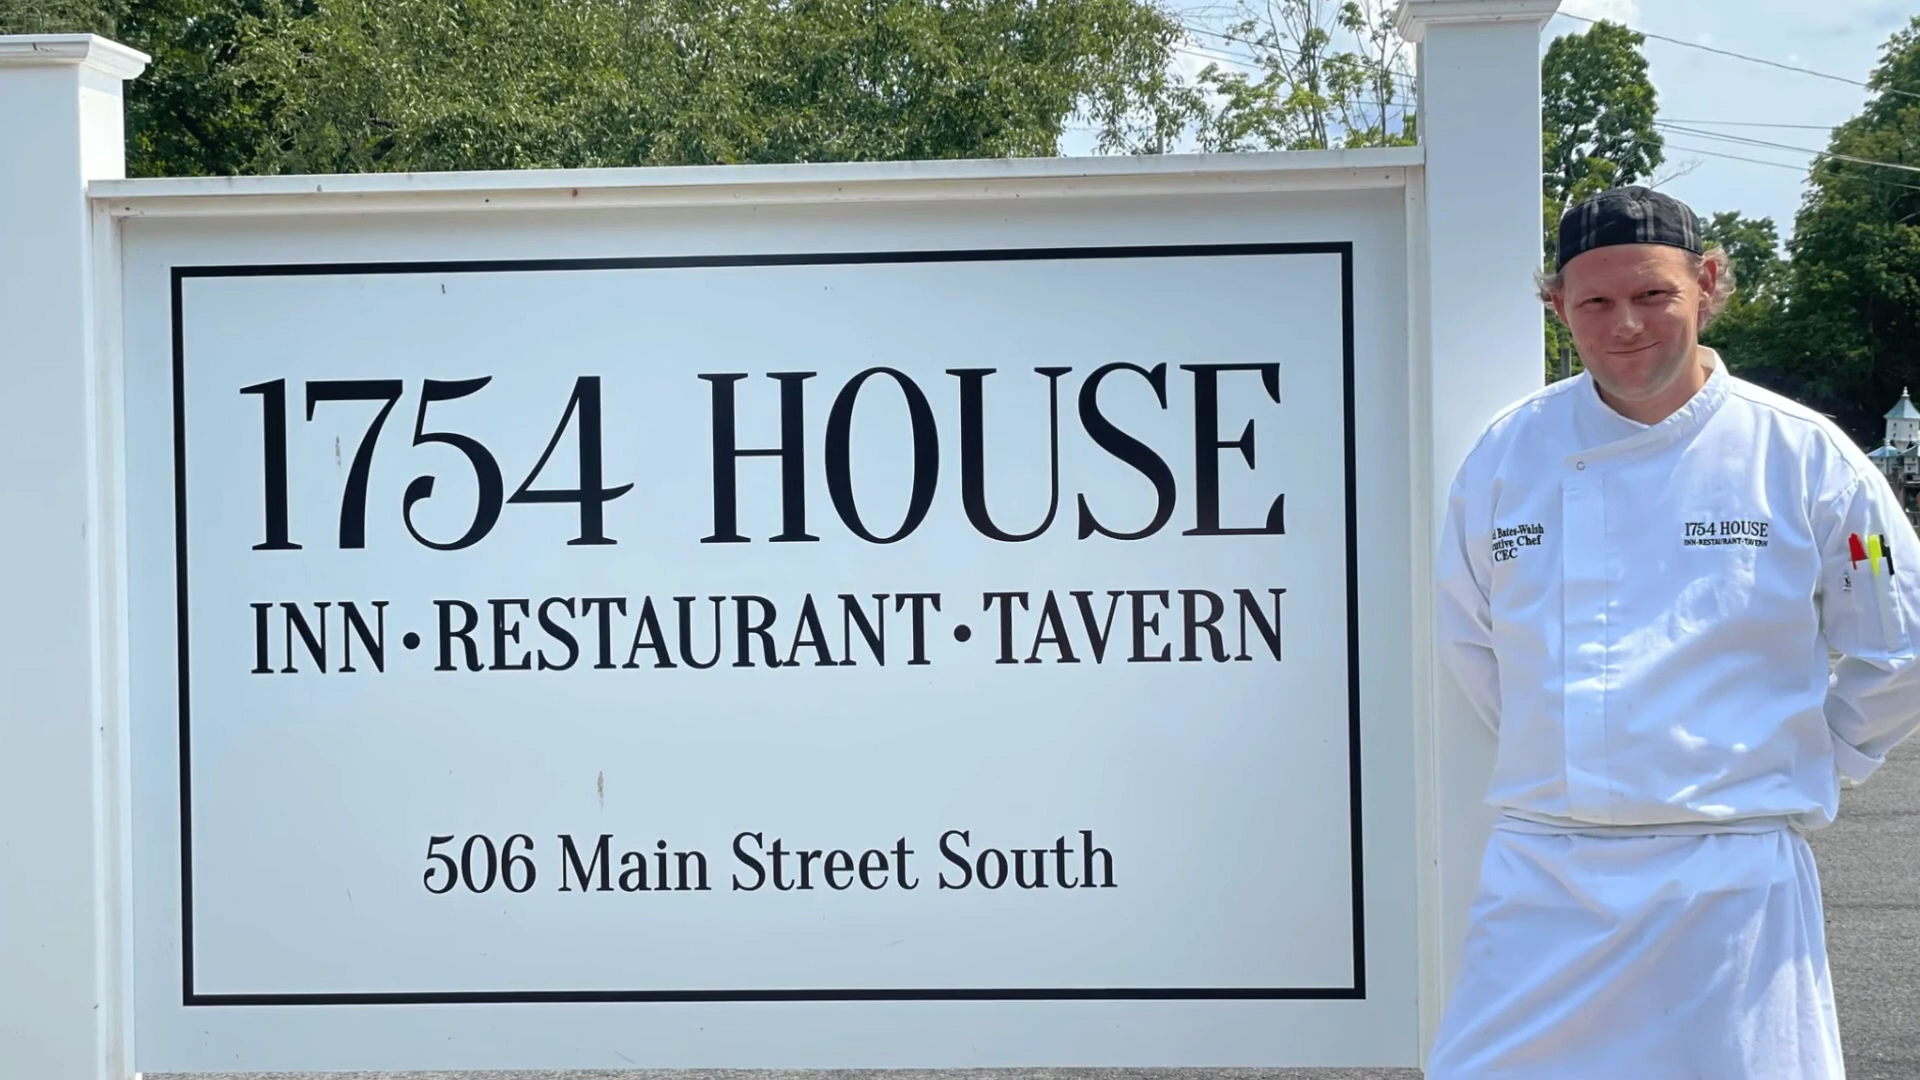 1754 HOUSE
INN·RESTAURANT·TAVERN
506 Main Street South
Bates-Walsh
Chef
CEC
1754 HOUSE
INN·RESTAURANT·TAVERN